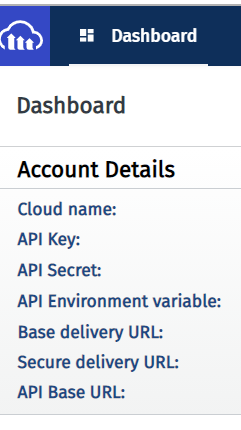 Dashboard
Dashboard
Account Details
Cloud name:
API Key:
API Secret:
API Environment variable:
Base delivery URL:
Secure delivery URL:
API Base URL: